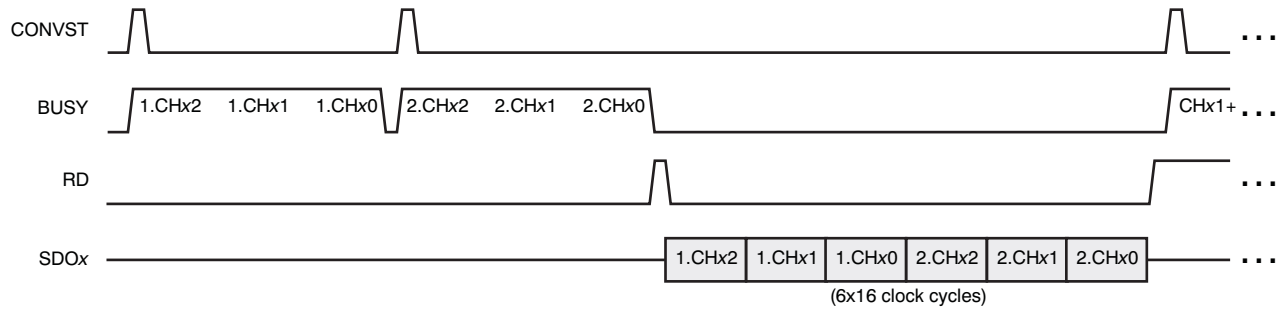 CONVST
...
BUSY 1.CHx2 1.CHx1 1.CHx0 2.CHx2 2.CHx1 2.CHx0 CHx1+ ...
RD
...
SDOx 1.CHx2 1.CHx1 1.CHx0 2.CHx2 2.CHx1 2.CHx0 ...
(6x16 clock cycles)